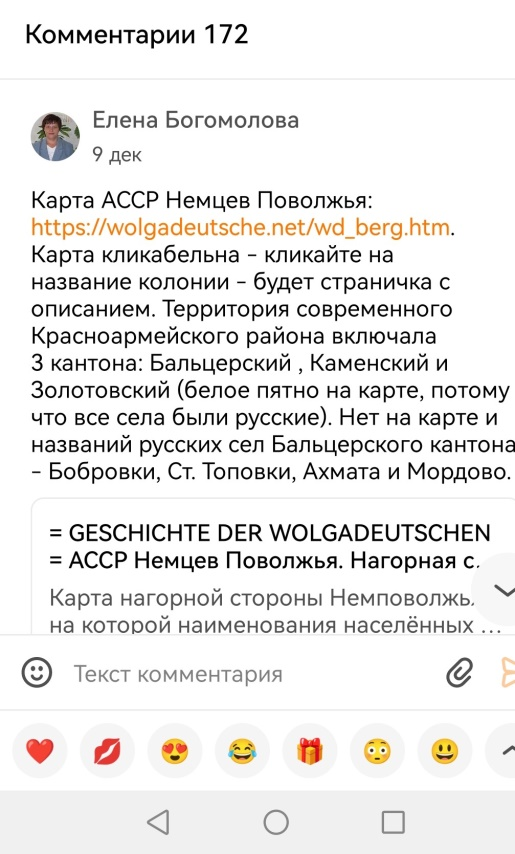 Комментарии 172
Елена Богомолова
9 дек
Карта АССР Немцев Поволжья:
https://wolgadeutsche.net/wd_berg.htm.
Карта кликабельна – кликайте на
название колонии – будет страничка с
описанием. Территория современного
Красноармейского района включала
3 кантона: Бальцерский , Каменский и
Золотовский (белое пятно на карте, потому
что все села были русские). Нет на карте и
названий русских сел Бальцерского кантона
– Бобровки, Ст. Топовки, Ахмата и Мордово.
= GESCHICHTE DER WOLGADEUTSCHEN
= АССР Немцев Поволжья. Нагорная с.
Карта нагорной стороны Немповолжь
на которой наименования населённых ...
Текст комментария